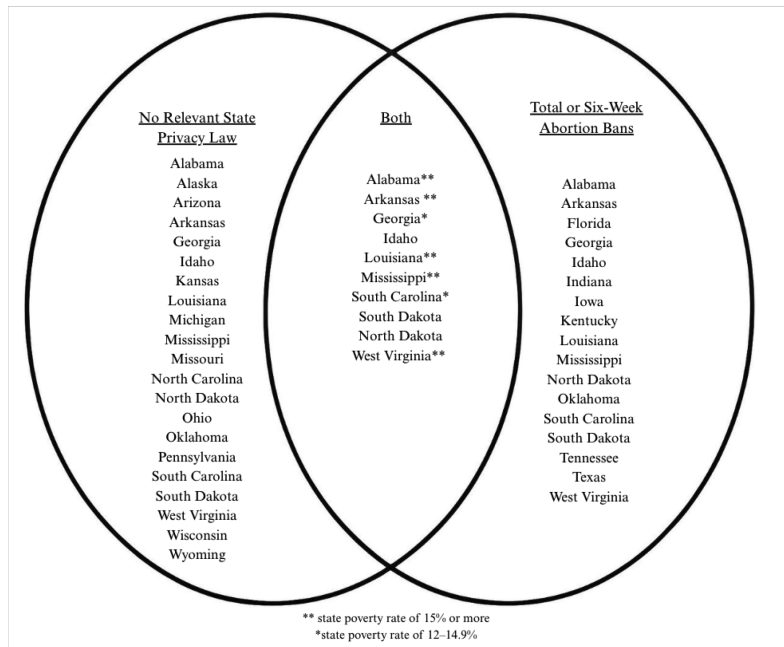 No Relevant State
Privacy Law
Alabama
Alaska
Arizona
Arkansas
Georgia
Idaho
Kansas
Louisiana
Michigan
Mississippi
Missouri
North Carolina
North Dakota
Ohio
Oklahoma
Pennsylvania
South Carolina
South Dakota
West Virginia
Wisconsin
Wyoming
Both
Alabama**
Arkansas **
Georgia*
Idaho
Louisiana**
Mississippi**
South Carolina*
South Dakota
North Dakota
West Virginia**
Total or Six-Week
Abortion Bans
Alabama
Arkansas
Florida
Georgia
Idaho
Indiana
Iowa
Kentucky
Louisiana
Mississippi
North Dakota
Oklahoma
South Carolina
South Dakota
Tennessee
Texas
West Virginia
** state poverty rate of 15% or more
*state poverty rate of 12–14.9%